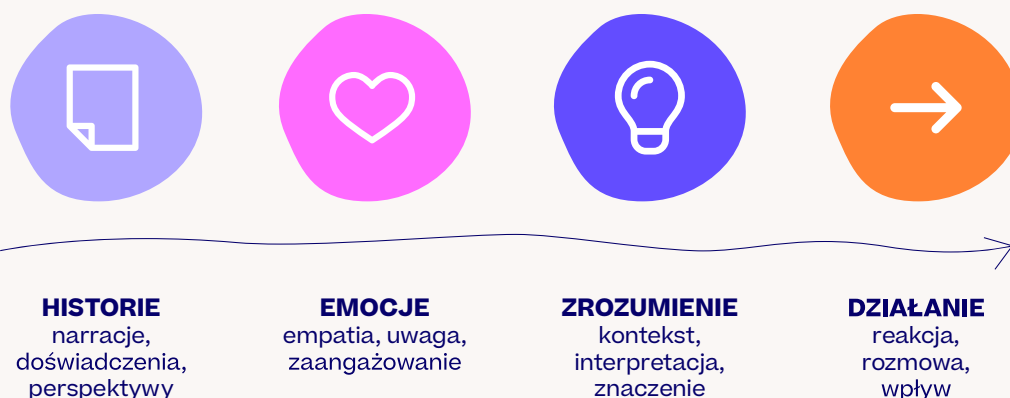 HISTORIE
narracje,
doświadczenia,
perspektywy
EMOCJE
empatia, uwaga,
zaangażowanie
ZROZUMIENIE
kontekst,
interpretacja,
znaczenie
DZIAŁANIE
reakcja,
rozmowa,
wpływ